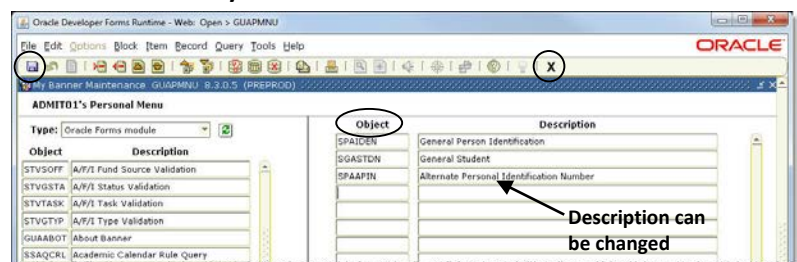 Oracle Developer Forms Runtime - Web: Open > GUAPMNU
File Edit Options Block Item Record Query Tools Help
ORACLE
X
My Banner Maintenance GUAPMNU 8.3.0.5 (PREPROD)
ADMIT01's Personal Menu
Type: Oracle Forms module
Object Description
Object Description
STVSOFF A/F/I Fund Source Validation
STVGSTA A/F/I Status Validation
STVTASK A/F/I Task Validation
STVGTYP A/F/I Type Validation
GUAABOT About Banner
SSAQCRL Academic Calendar Rule Query
SPAIDEN General Person Identification
SGASTDN General Student
SPAAPIN Alternate Personal Identification Number
Description can
be changed